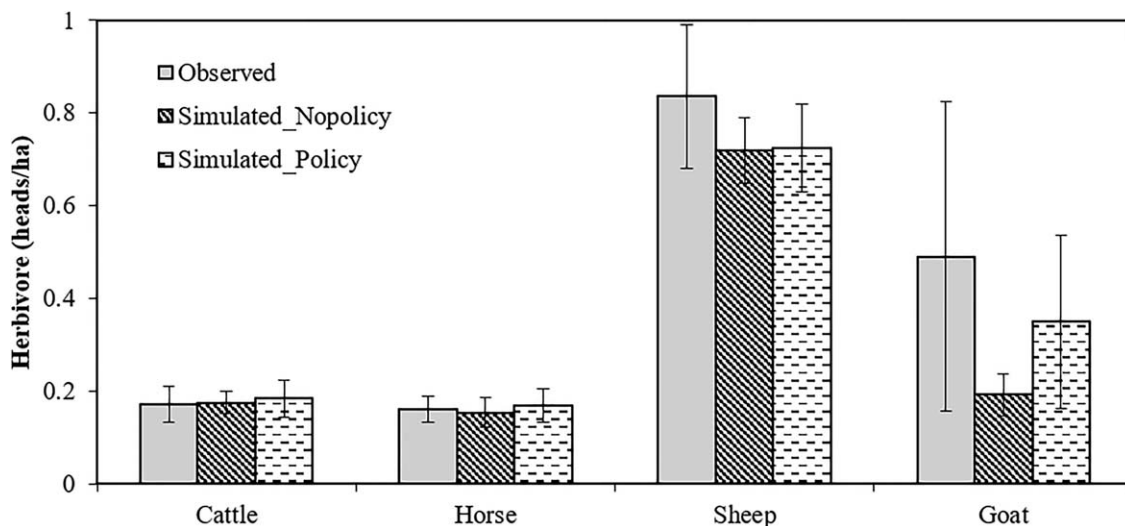 Herbivore (heads/ha)
1
0.8
0.6
0.4
0.2
0
Observed
Simulated_Nopolicy
Simulated_Policy
Cattle Horse Sheep Goat